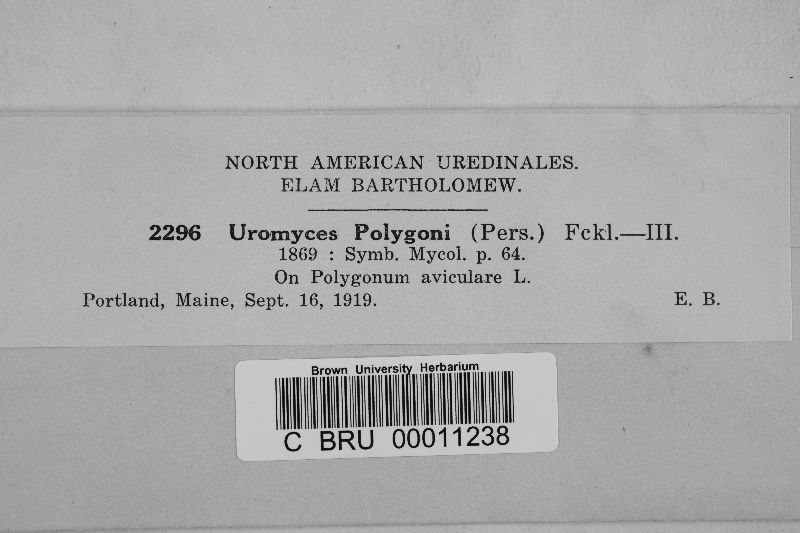 NORTH AMERICAN UREDINALES.
ELAM BARTHOLOMEW.
2296 Uromyces Polygoni (Pers.) Fckl.—III.
1869 : Symb. Mycol. p. 64.
On Polygonum aviculare L.
Portland, Maine, Sept. 16, 1919. E. B.
Brown University Herbarium
C BRU 00011238